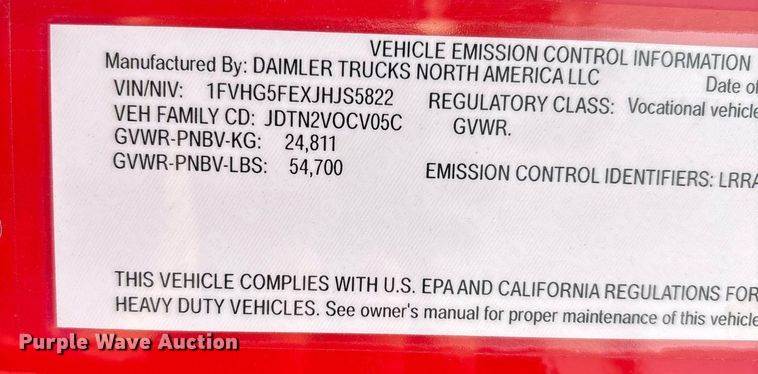 VEHICLE EMISSION CONTROL INFORMATION
Manufactured By: DAIMLER TRUCKS NORTH AMERICA LLC
Date of
VIN/NIV: 1FVHG5FEXJHJS5822
REGULATORY CLASS: Vocational vehicle
VEH FAMILY CD: JDTN2VOCV05C
GVWR.
GVWR-PNBV-KG: 24,811
GVWR-PNBV-LBS: 54,700
EMISSION CONTROL IDENTIFIERS: LRRA
THIS VEHICLE COMPLIES WITH U.S. EPA AND CALIFORNIA REGULATIONS FOR
HEAVY DUTY VEHICLES. See owner's manual for proper maintenance of this vehicle
Purple Wave Auction